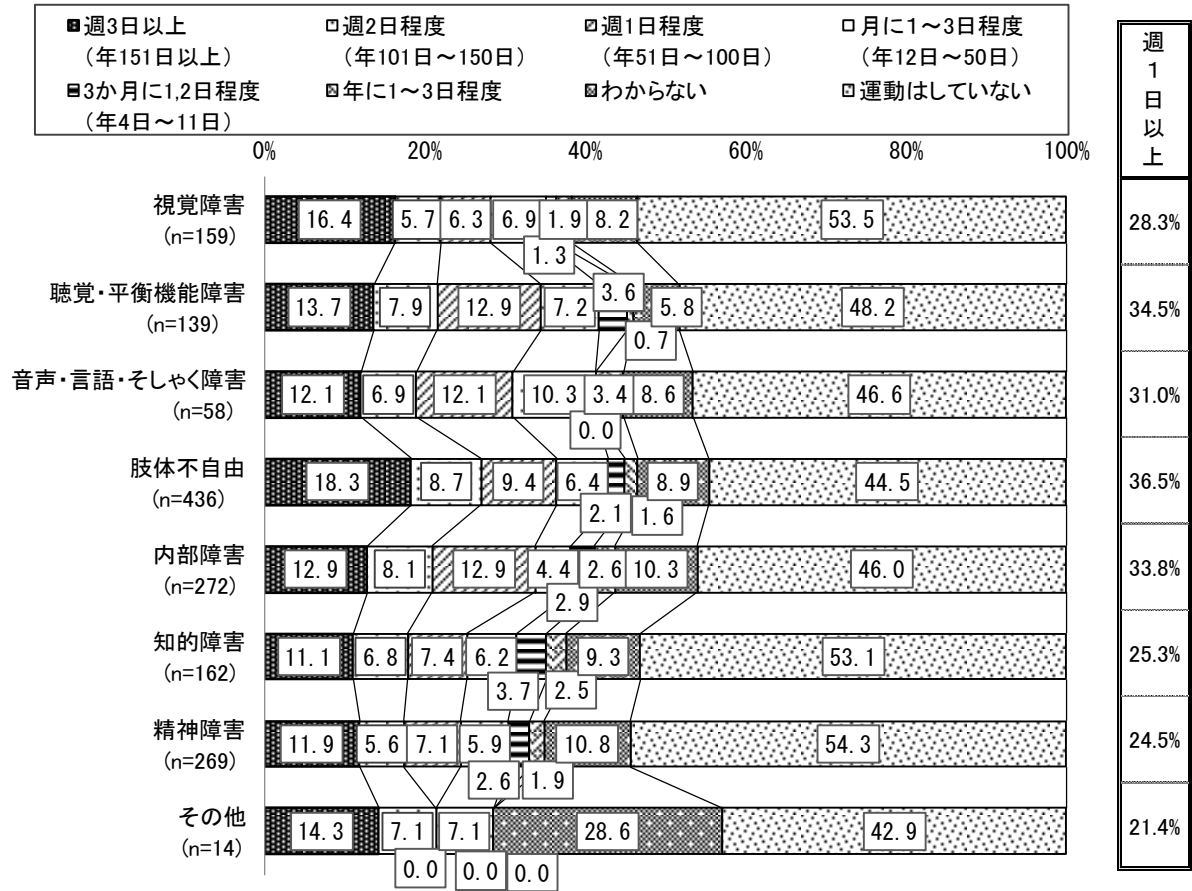 週3日以上 週2日程度 週1日程度 月に1～3日程度
(年151日以上) (年101日～150日) (年51日～100日) (年12日～50日)
3か月に1,2日程度 年に1～3日程度 わからない 運動はしていない
(年4日～11日)
週1日以上
0% 20% 40% 60% 80% 100%
視覚障害
(n=159)
16.4 5.7 6.3 6.9 1.9 8.2 53.5 28.3%
1.3
聴覚・平衡機能障害
(n=139)
13.7 7.9 12.9 7.2 3.6 5.8 48.2 34.5%
0.7
音声・言語・そしゃく障害
(n=58)
12.1 6.9 12.1 10.3 3.4 8.6 46.6 31.0%
0.0
肢体不自由
(n=436)
18.3 8.7 9.4 6.4 8.9 44.5 36.5%
2.1 1.6
内部障害
(n=272)
12.9 8.1 12.9 4.4 2.6 10.3 46.0 33.8%
2.9
知的障害
(n=162)
11.1 6.8 7.4 6.2 9.3 53.1 25.3%
3.7 2.5
精神障害
(n=269)
11.9 5.6 7.1 5.9 10.8 54.3 24.5%
2.6 1.9
その他
(n=14)
14.3 7.1 7.1 28.6 42.9 21.4%
0.0 0.0 0.0